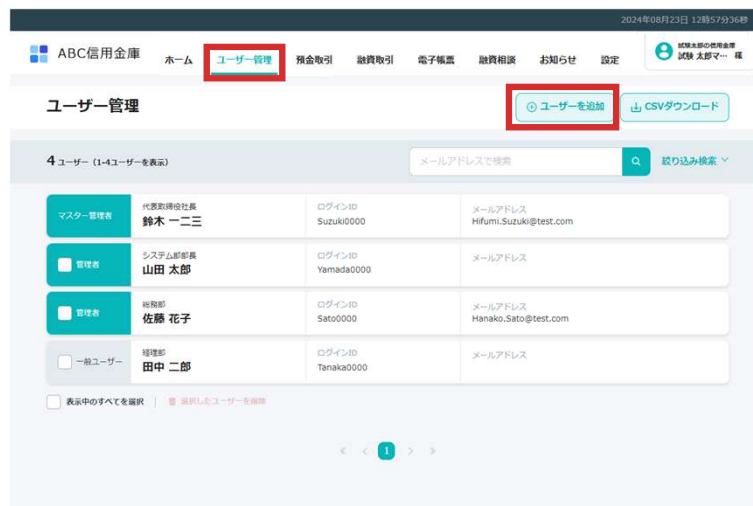 2024年08月23日 12時57分36秒
ABC信用金庫
ホーム ユーザー管理 預金取引 融資取引 電子帳票 融資相談 お知らせ 設定
試験太郎の信用金庫
試験 太郎マ… 様
ユーザー管理
ユーザーを追加 CSVダウンロード
4 ユーザー（1-4ユーザーを表示）
メールアドレスで検索
絞り込み検索
マスター管理者
代表取締役社長
鈴木 一二三
ログインID
Suzuki0000
メールアドレス
Hifumi.Suzuki@test.com
管理者
システム部部長
山田 太郎
ログインID
Yamada0000
メールアドレス
管理者
総務部
佐藤 花子
ログインID
Sato0000
メールアドレス
Hanako.Sato@test.com
一般ユーザー
経理部
田中 二郎
ログインID
Tanaka0000
メールアドレス
表示中のすべてを選択 選択したユーザーを削除
« < 1 > »